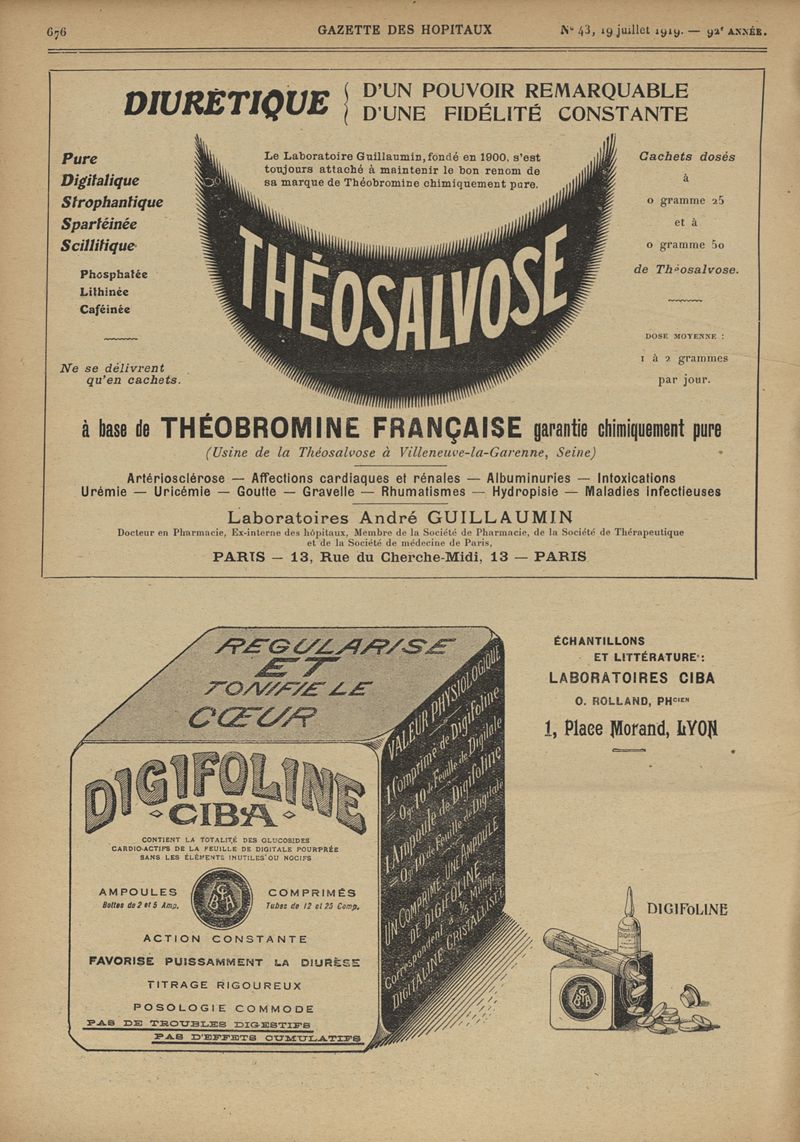 676
GAZETTE DES HOPITAUX
N° 43, 19 juillet 1919. — 92e ANNÉE.
DIURÉTIQUE { D'UN POUVOIR REMARQUABLE
D'UNE FIDÉLITÉ CONSTANTE
Pure
Digitalique
Strophantique
Spartéinée
Scillitique
Phosphatée
Lithinée
Caféinée
Ne se délivrent
qu'en cachets.
Le Laboratoire Guillaumin, fondé en 1900, s'est
toujours attaché à maintenir le bon renom de
sa marque de Théobromine chimiquement pure.
THÉOSALVOSE
Cachets dosés
à
0 gramme 25
et à
0 gramme 50
de Théosalvose.
DOSE MOYENNE :
1 à 2 grammes
par jour.
à base de THÉOBROMINE FRANÇAISE garantie chimiquement pure
(Usine de la Théosalvose à Villeneuve-la-Garenne, Seine)
Artériosclérose — Affections cardiaques et rénales — Albuminuries — Intoxications
Urémie — Uricémie — Goutte — Gravelle — Rhumatismes — Hydropisie — Maladies infectieuses
Laboratoires André GUILLAUMIN
Docteur en Pharmacie, Ex-interne des hôpitaux, Membre de la Société de Pharmacie, de la Société de Thérapeutique
et de la Société de médecine de Paris,
PARIS — 13, Rue du Cherche-Midi, 13 — PARIS
REGULARISE
ET
TONIFIE LE
CŒUR
DIGIFOLINE
CIBA
CONTIENT LA TOTALITÉ DES GLUCOSIDES
CARDIO-ACTIFS DE LA FEUILLE DE DIGITALE POURPRÉE
SANS LES ÉLÉMENTS INUTILES OU NOCIFS
AMPOULES
Boîtes de 2 et 5 Amp.
CIBA
COMPRIMÉS
Tubes de 12 et 25 Comp.
ACTION CONSTANTE
FAVORISE PUISSAMMENT LA DIURÈSE
TITRAGE RIGOUREUX
POSOLOGIE COMMODE
PAS DE TROUBLES DIGESTIFS
PAS D'EFFETS CUMULATIFS
VALEUR PHYSIOLOGIQUE
1 Comprimé de Digifoline
= 0gr.10 de Feuille de Digitale
1 Ampoule de Digifoline
= 0gr.10 de Feuille de Digitale
UN COMPRIMÉ, UNE AMPOULE
DE DIGIFOLINE
Correspondent à Milligr.
DIGITALINE CRISTALLISÉE
ÉCHANTILLONS
ET LITTÉRATURE :
LABORATOIRES CIBA
O. ROLLAND, PHCIEN
1, Place Morand, LYON
DIGIFOLINE
CIBA